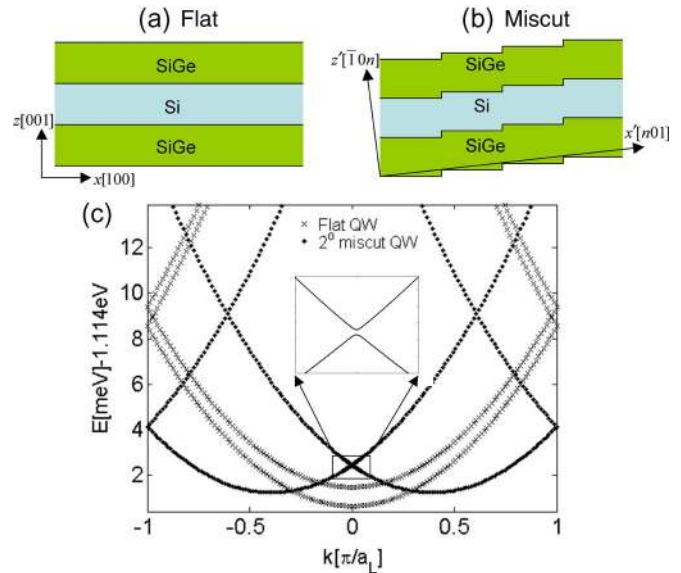 (a) Flat
(b) Miscut
SiGe
Si
SiGe
z[001]
x[100]
z'[1̅0n]
SiGe
Si
SiGe
x'[n01]
(c)
× Flat QW
• 2° miscut QW
E[meV]-1.114eV
12
10
8
6
4
2
-1
-0.5
0
0.5
1
k[π/a_L]